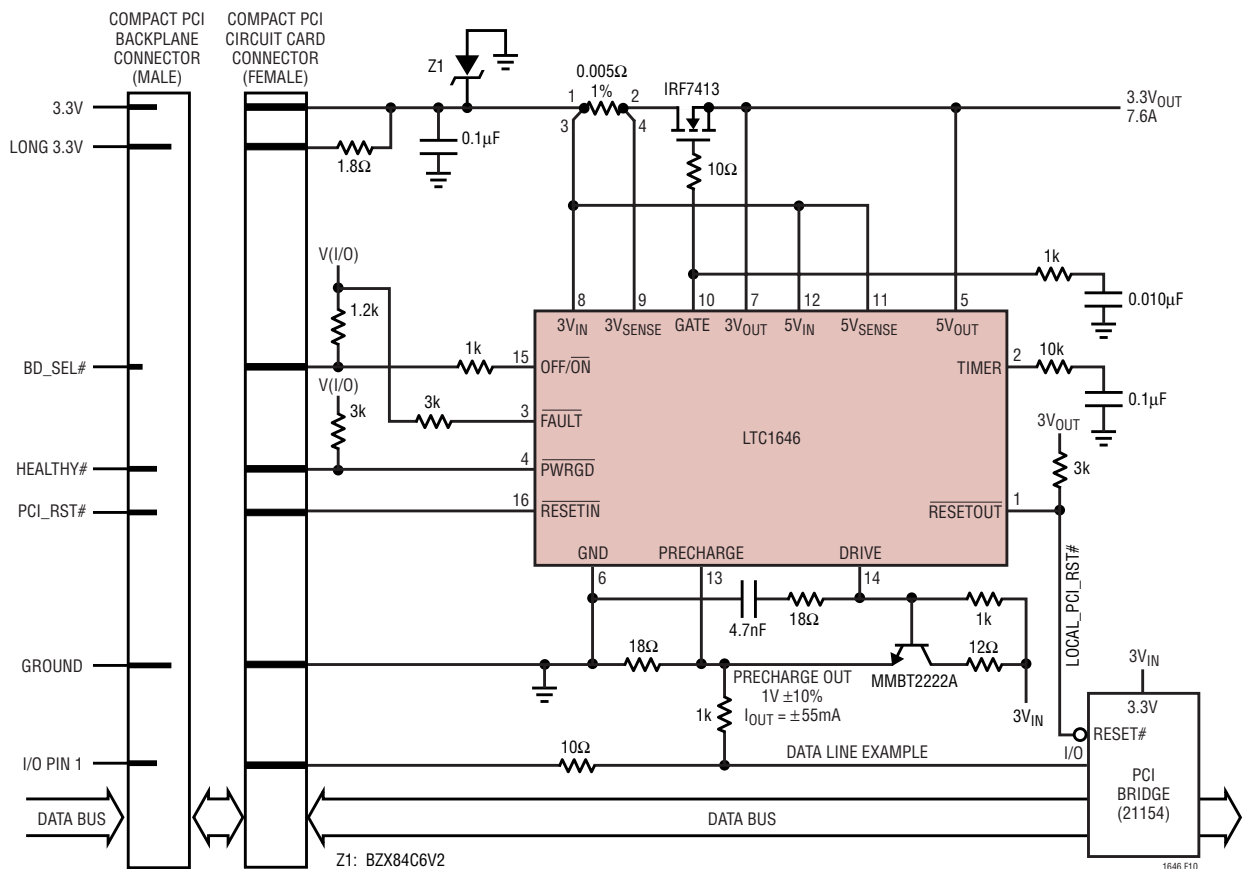 COMPACT PCI
BACKPLANE
CONNECTOR
(MALE)
COMPACT PCI
CIRCUIT CARD
CONNECTOR
(FEMALE)
Z1
0.005Ω
1%
IRF7413
3.3V
1
2
3
4
3.3VOUT
7.6A
LONG 3.3V
1.8Ω
0.1µF
10Ω
V(I/O)
1.2k
1k
0.010µF
8
9
10
7
12
11
5
3VIN
3VSENSE
GATE
3VOUT
5VIN
5VSENSE
5VOUT
BD_SEL#
1k
15
OFF/ON
TIMER
2
10k
0.1µF
V(I/O)
3k
3k
3
FAULT
LTC1646
3VOUT
3k
HEALTHY#
4
PWRGD
PCI_RST#
16
RESETIN
RESETOUT
1
GND
PRECHARGE
DRIVE
6
13
14
LOCAL_PCI_RST#
4.7nF
18Ω
1k
GROUND
18Ω
12Ω
MMBT2222A
PRECHARGE OUT
1V ±10%
IOUT = ±55mA
1k
3VIN
3VIN
3.3V
RESET#
I/O
I/O PIN 1
10Ω
DATA LINE EXAMPLE
PCI
BRIDGE
(21154)
DATA BUS
DATA BUS
Z1: BZX84C6V2
1646 F10